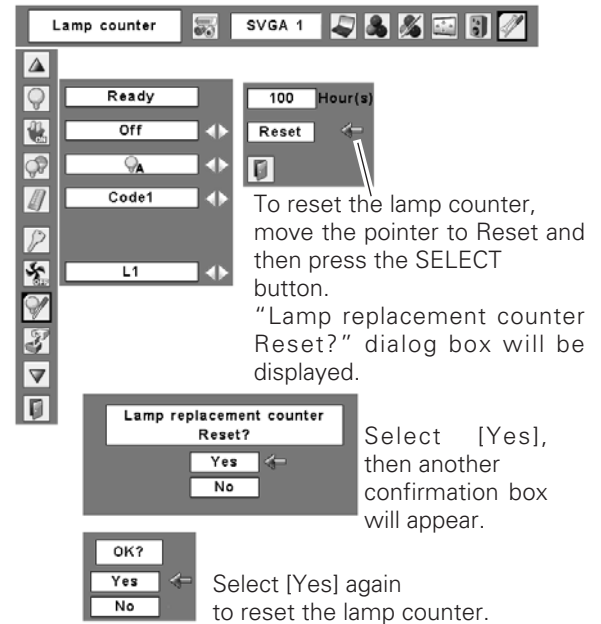 Lamp counter
SVGA 1
Ready
100 Hour(s)
Off
Reset
A
Code1
L1
To reset the lamp counter,
move the pointer to Reset and
then press the SELECT
button.
“Lamp replacement counter
Reset?” dialog box will be
displayed.
Lamp replacement counter
Reset?
Yes
No
Select [Yes],
then another
confirmation box
will appear.
OK?
Yes
No
Select [Yes] again
to reset the lamp counter.